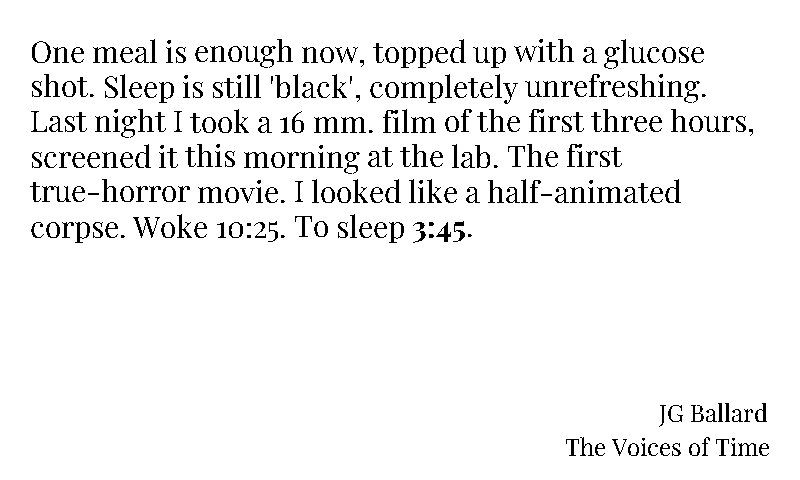 One meal is enough now, topped up with a glucose
shot. Sleep is still 'black', completely unrefreshing.
Last night I took a 16 mm. film of the first three hours,
screened it this morning at the lab. The first
true-horror movie. I looked like a half-animated
corpse. Woke 10:25. To sleep 3:45.
JG Ballard
The Voices of Time